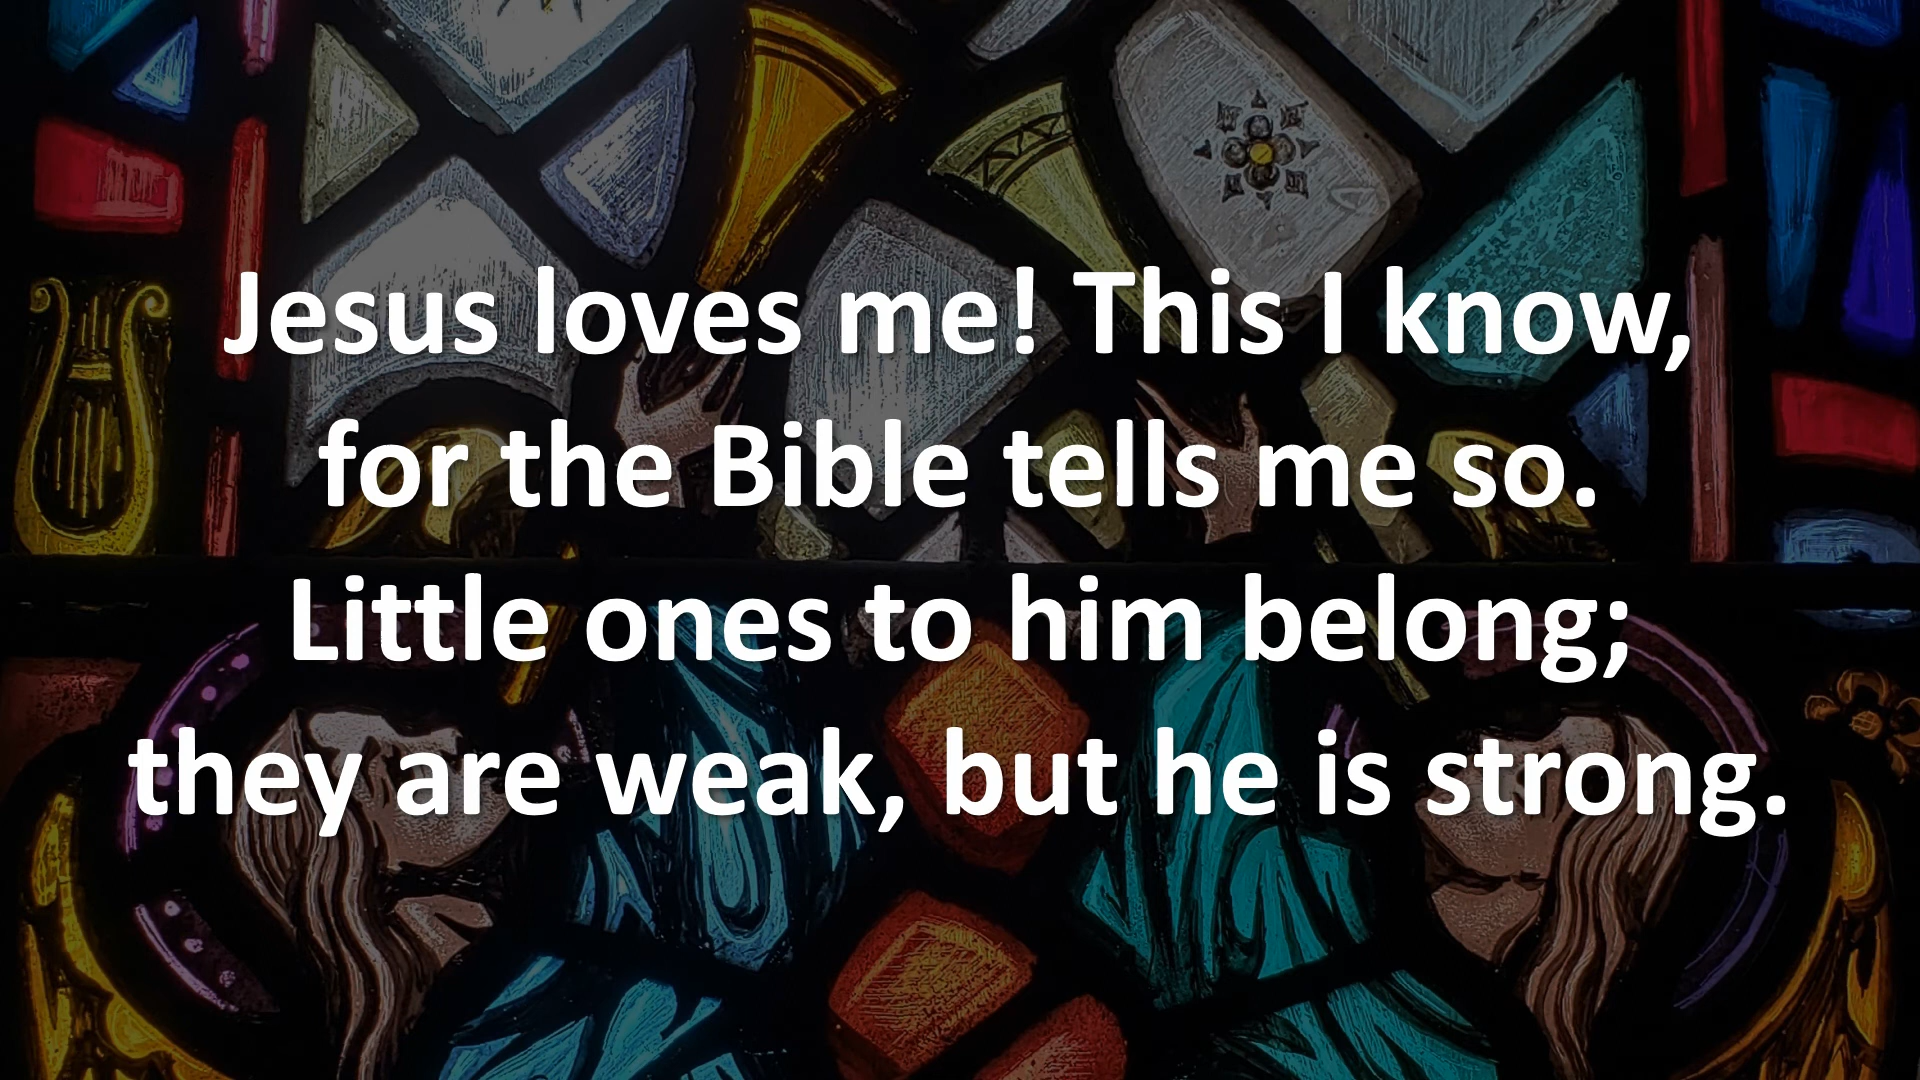 Jesus loves me! This I know,
for the Bible tells me so.
Little ones to him belong;
they are weak, but he is strong.